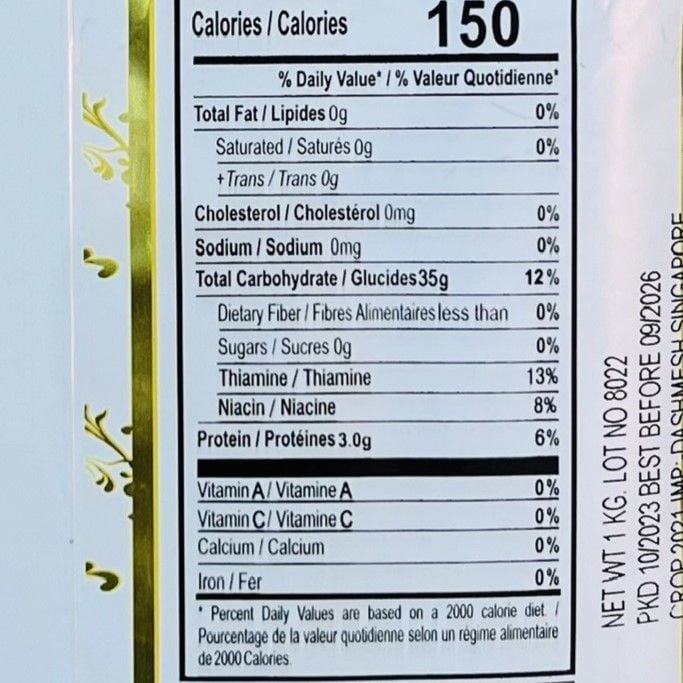 Calories / Calories 150
% Daily Value* / % Valeur Quotidienne*
Total Fat / Lipides 0g 0%
Saturated / Saturés 0g 0%
+Trans / Trans 0g
Cholesterol / Cholestérol 0mg 0%
Sodium / Sodium 0mg 0%
Total Carbohydrate / Glucides 35g 12%
Dietary Fiber / Fibres Alimentaires less than 0%
Sugars / Sucres 0g 0%
Thiamine / Thiamine 13%
Niacin / Niacine 8%
Protein / Protéines 3.0g 6%
Vitamin A / Vitamine A 0%
Vitamin C / Vitamine C 0%
Calcium / Calcium 0%
Iron / Fer 0%
* Percent Daily Values are based on a 2000 calorie diet. /
Pourcentage de la valeur quotidienne selon un régime alimentaire
de 2000 Calories.
NET WT 1 KG. LOT NO 8022
PKD 10/2023 BEST BEFORE 09/2026
CROP 2021 IMP: DASHMESH SINGAPORE